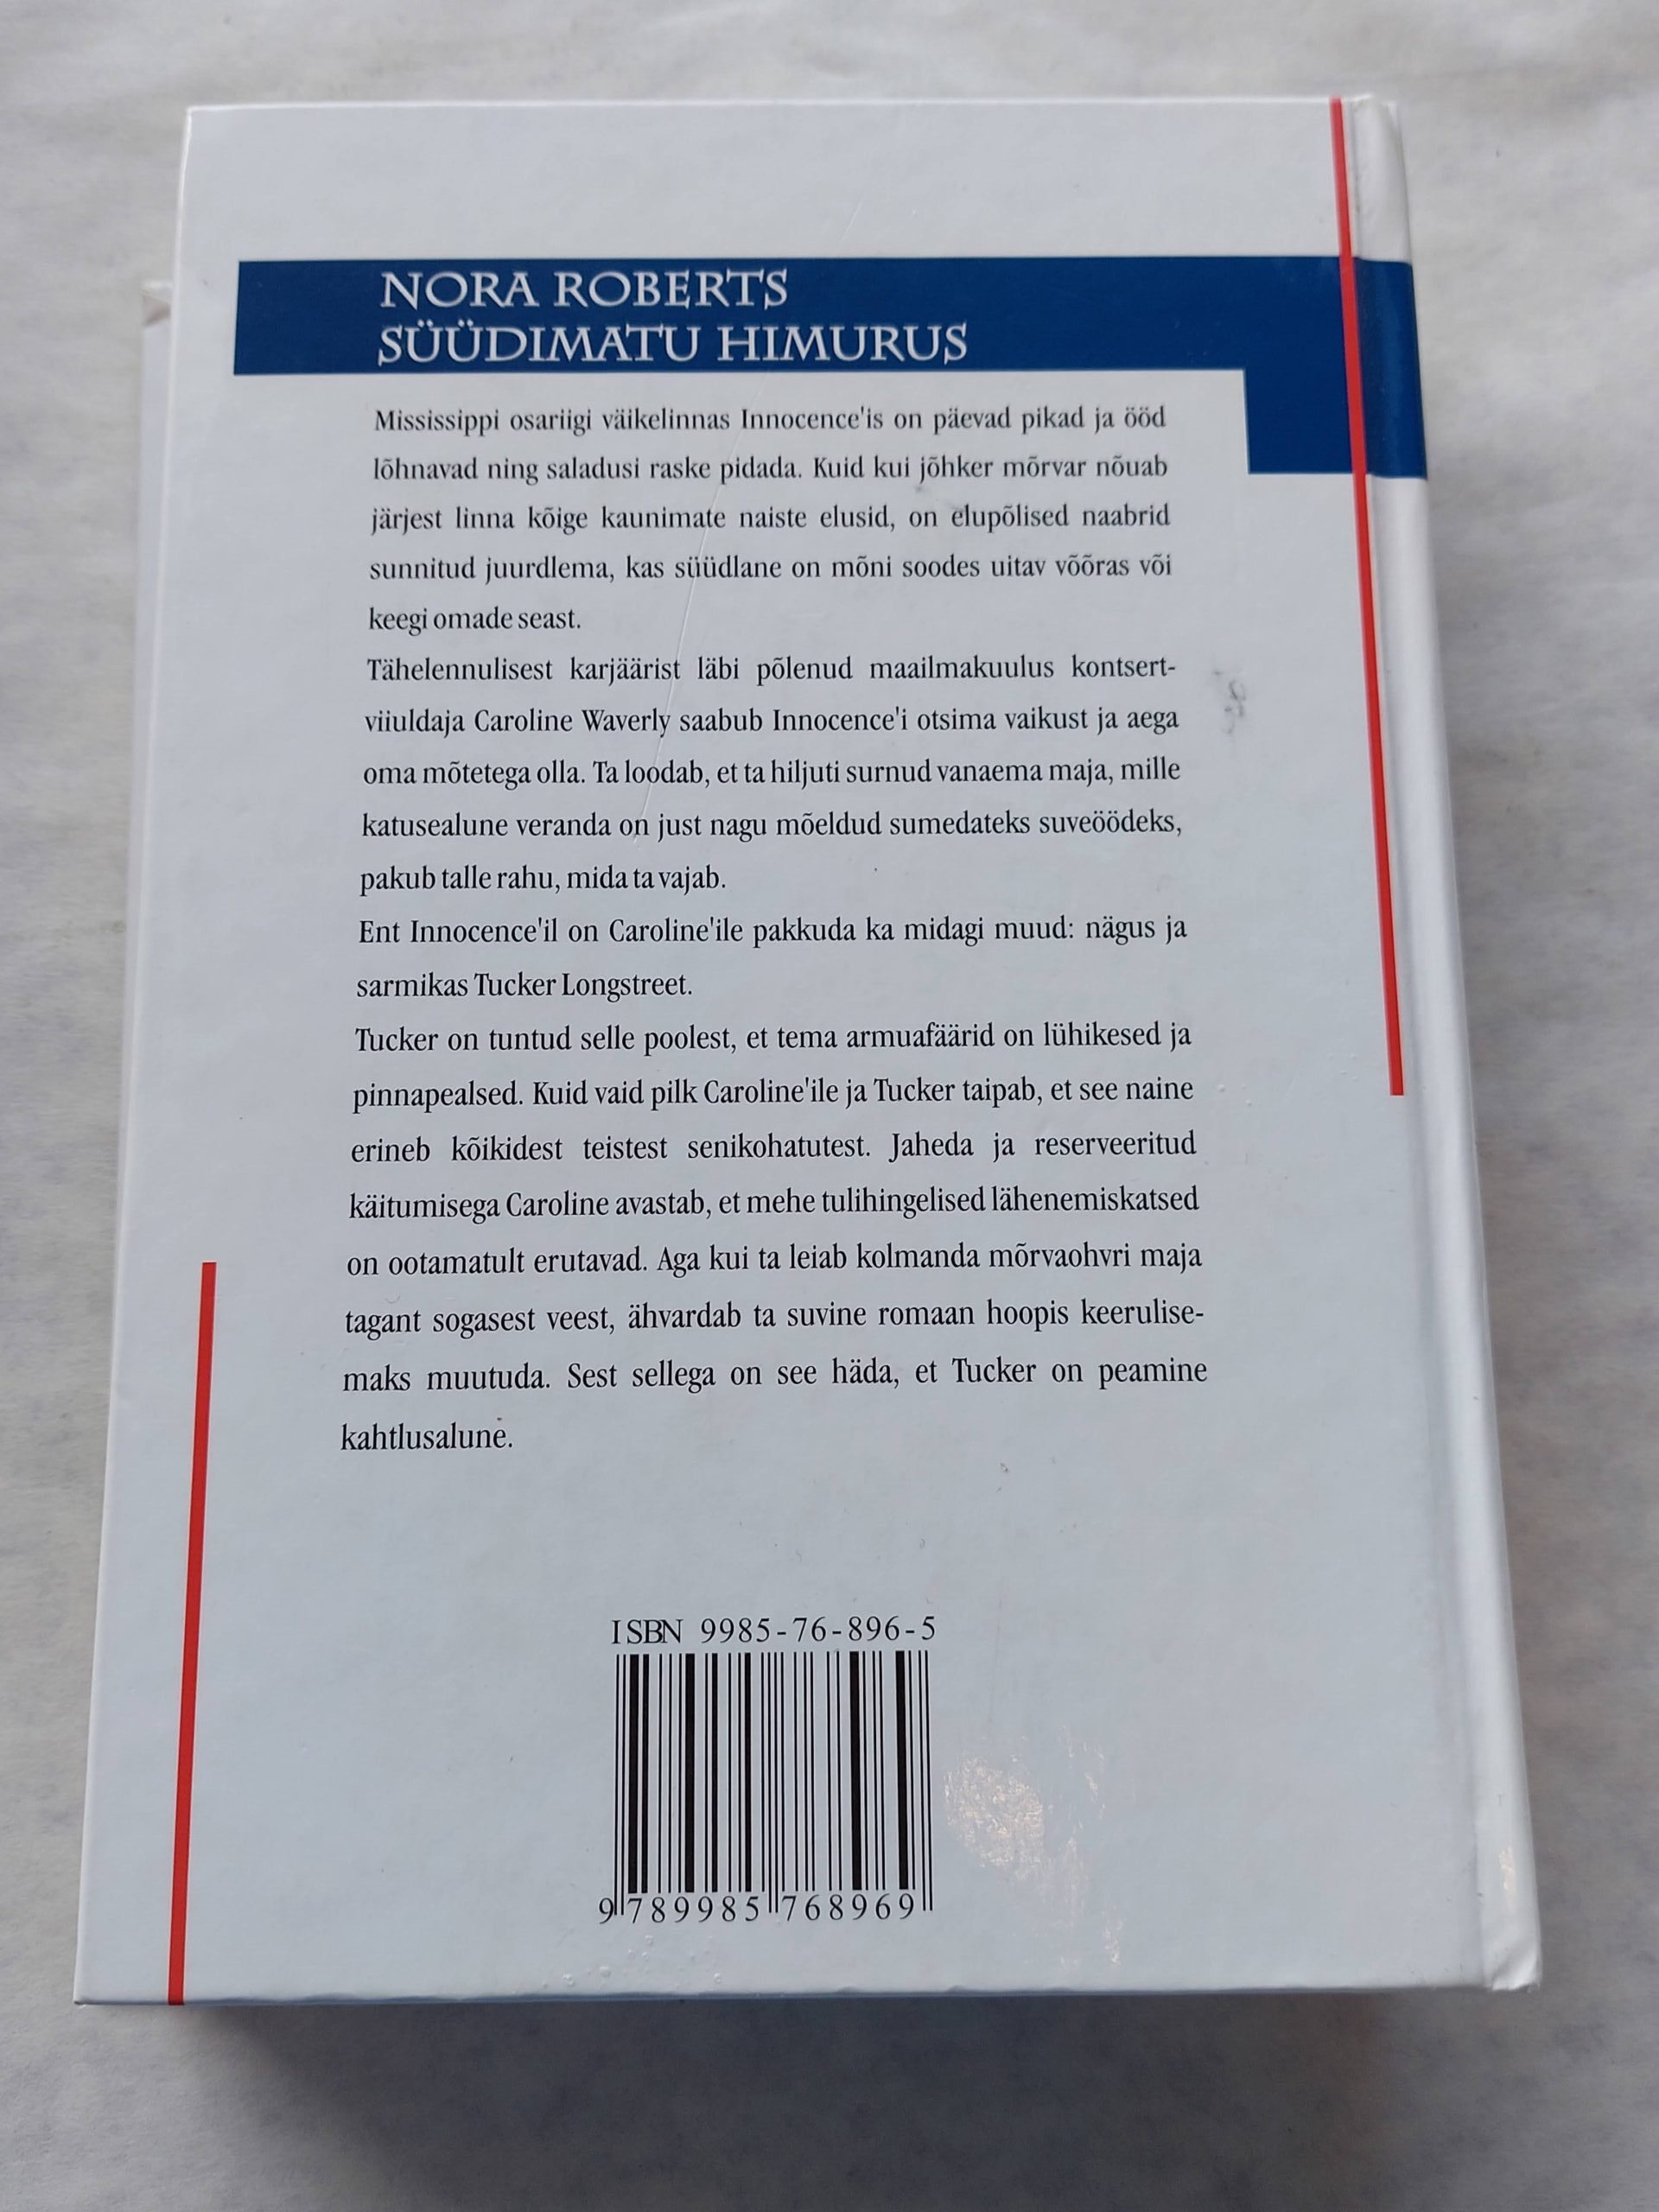 NORA ROBERTS
SÜÜDIMATU HIMURUS
Mississippi osariigi väikelinnas Innocence'is on päevad pikad ja ööd
lõhnavad ning saladusi raske pidada. Kuid kui jõhker mõrvar nõuab
järjest linna kõige kaunimate naiste elusid, on elupõlised naabrid
sunnitud juurdlema, kas süüdlane on mõni soodes uitav võõras või
keegi omade seast.
Tähelennulisest karjäärist läbi põlenud maailmakuulus kontsert-
viiuldaja Caroline Waverly saabub Innocence'i otsima vaikust ja aega
oma mõtetega olla. Ta loodab, et ta hiljuti surnud vanaema maja, mille
katusealune veranda on just nagu mõeldud sumedateks suveöödeks,
pakub talle rahu, mida ta vajab.
Ent Innocence'il on Caroline'ile pakkuda ka midagi muud: nägus ja
sarmikas Tucker Longstreet.
Tucker on tuntud selle poolest, et tema armuafäärid on lühikesed ja
pinnapealsed. Kuid vaid pilk Caroline'ile ja Tucker taipab, et see naine
erineb kõikidest teistest senikohatutest. Jaheda ja reserveeritud
käitumisega Caroline avastab, et mehe tulihingelised lähenemiskatsed
on ootamatult erutavad. Aga kui ta leiab kolmanda mõrvaohvri maja
tagant sogasest veest, ähvardab ta suvine romaan hoopis keerulise-
maks muutuda. Sest sellega on see häda, et Tucker on peamine
kahtlusalune.
ISBN 9985-76-896-5
9 789985 768969